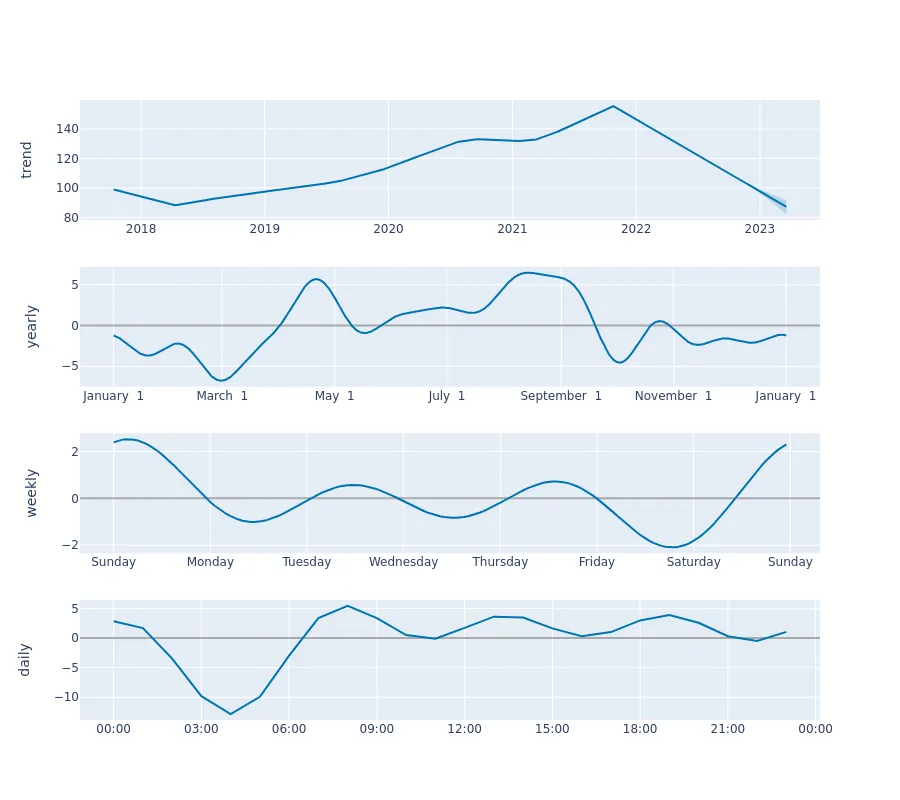 trend
140
120
100
80
2018 2019 2020 2021 2022 2023
yearly
5
0
−5
January 1 March 1 May 1 July 1 September 1 November 1 January 1
weekly
2
0
−2
Sunday Monday Tuesday Wednesday Thursday Friday Saturday Sunday
daily
5
0
−5
−10
00:00 03:00 06:00 09:00 12:00 15:00 18:00 21:00 00:00